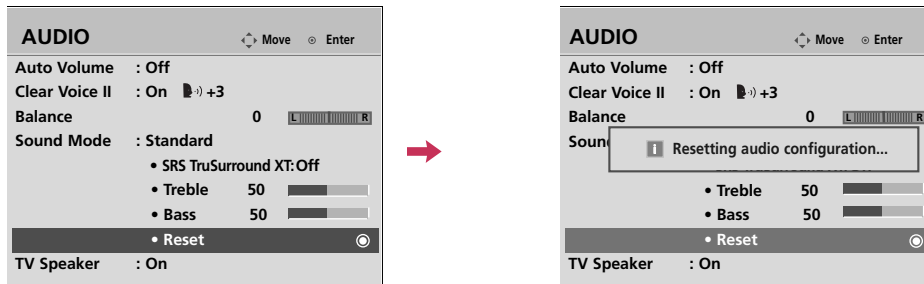 AUDIO Move Enter
Auto Volume : Off
Clear Voice II : On +3
Balance 0 L R
Sound Mode : Standard
• SRS TruSurround XT: Off
• Treble 50
• Bass 50
• Reset
TV Speaker : On
AUDIO Move Enter
Auto Volume : Off
Clear Voice II : On +3
Balance 0 L R
Soun
i Resetting audio configuration...
• Treble 50
• Bass 50
• Reset
TV Speaker : On